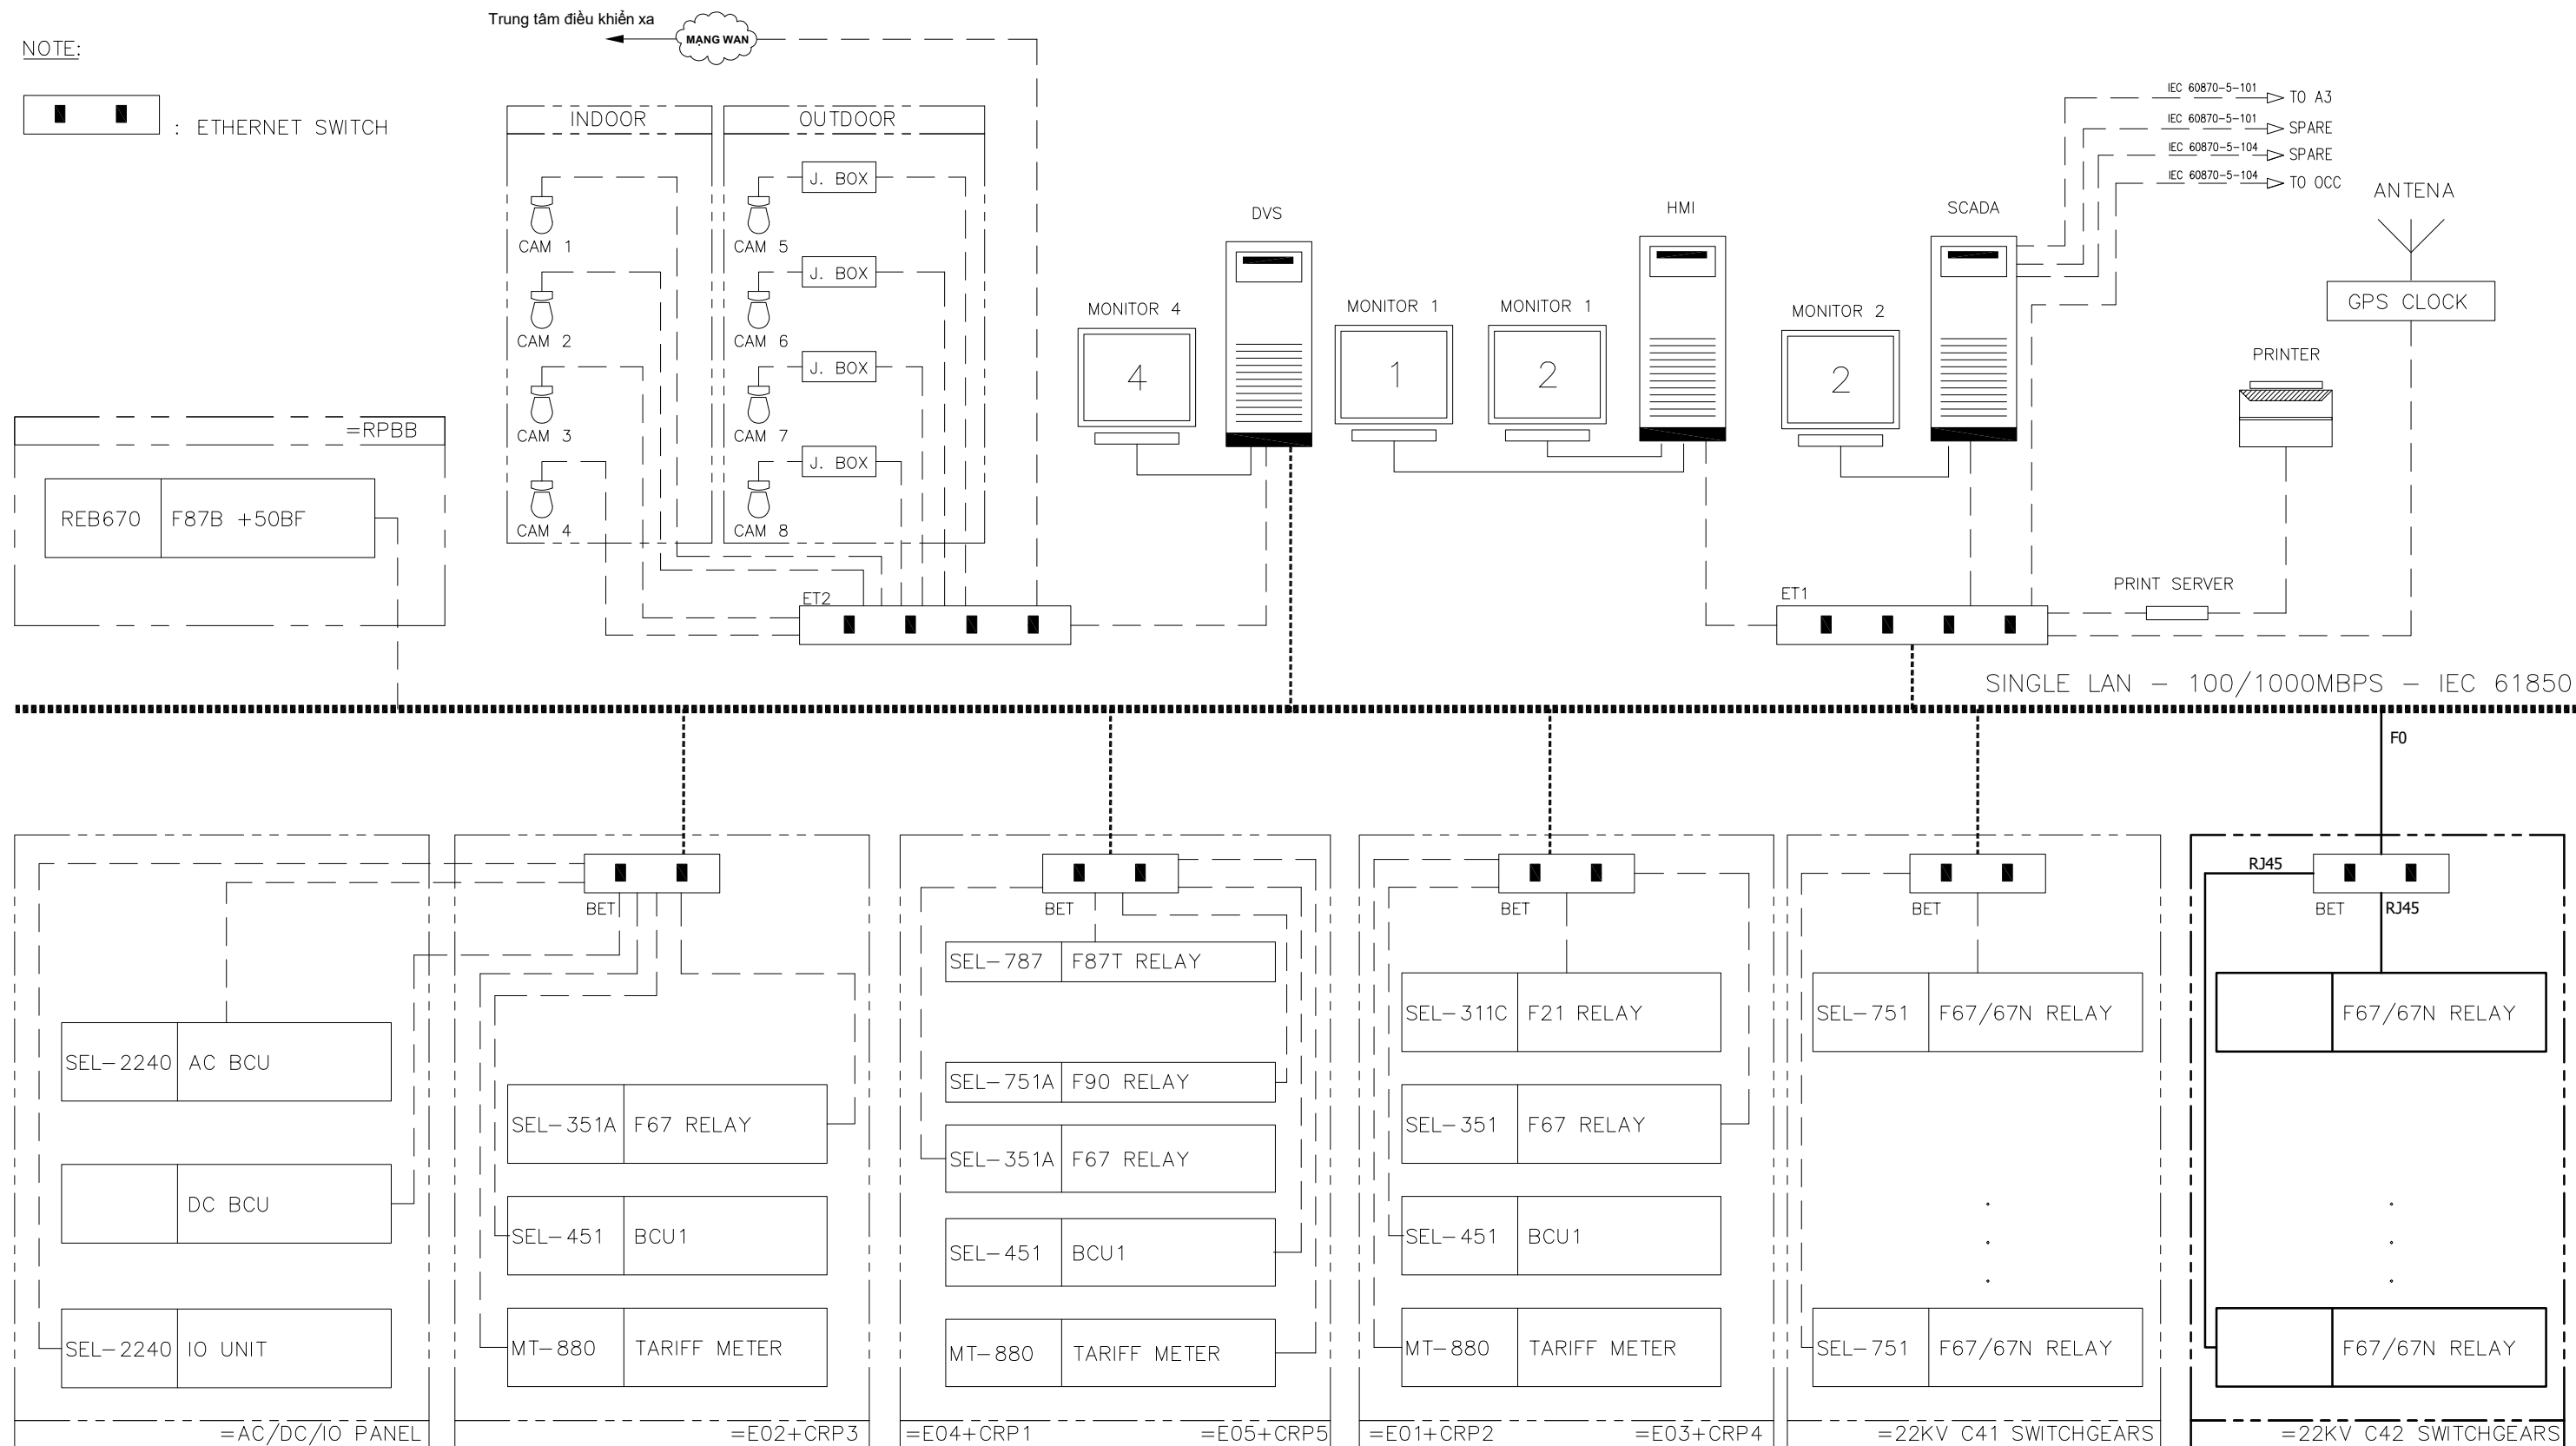 Trung tâm điều khiển xa
MẠNG WAN
NOTE:
: ETHERNET SWITCH
INDOOR
OUTDOOR
CAM 1
CAM 2
CAM 3
CAM 4
J. BOX
CAM 5
J. BOX
CAM 6
J. BOX
CAM 7
J. BOX
CAM 8
ET2
=RPBB
REB670
F87B +50BF
DVS
MONITOR 4
4
MONITOR 1
1
MONITOR 1
2
HMI
MONITOR 2
2
SCADA
IEC 60870-5-101
TO A3
IEC 60870-5-101
SPARE
IEC 60870-5-104
SPARE
IEC 60870-5-104
TO OCC
ANTENA
GPS CLOCK
PRINTER
PRINT SERVER
ET1
SINGLE LAN - 100/1000MBPS - IEC 61850
SEL-2240
AC BCU
DC BCU
SEL-2240
IO UNIT
=AC/DC/IO PANEL
BET
SEL-351A
F67 RELAY
SEL-451
BCU1
MT-880
TARIFF METER
=E02+CRP3
BET
SEL-787
F87T RELAY
SEL-751A
F90 RELAY
SEL-351A
F67 RELAY
SEL-451
BCU1
MT-880
TARIFF METER
=E04+CRP1
=E05+CRP5
BET
SEL-311C
F21 RELAY
SEL-351
F67 RELAY
SEL-451
BCU1
MT-880
TARIFF METER
=E01+CRP2
=E03+CRP4
BET
SEL-751
F67/67N RELAY
SEL-751
F67/67N RELAY
=22KV C41 SWITCHGEARS
F0
RJ45
BET
RJ45
F67/67N RELAY
F67/67N RELAY
=22KV C42 SWITCHGEARS